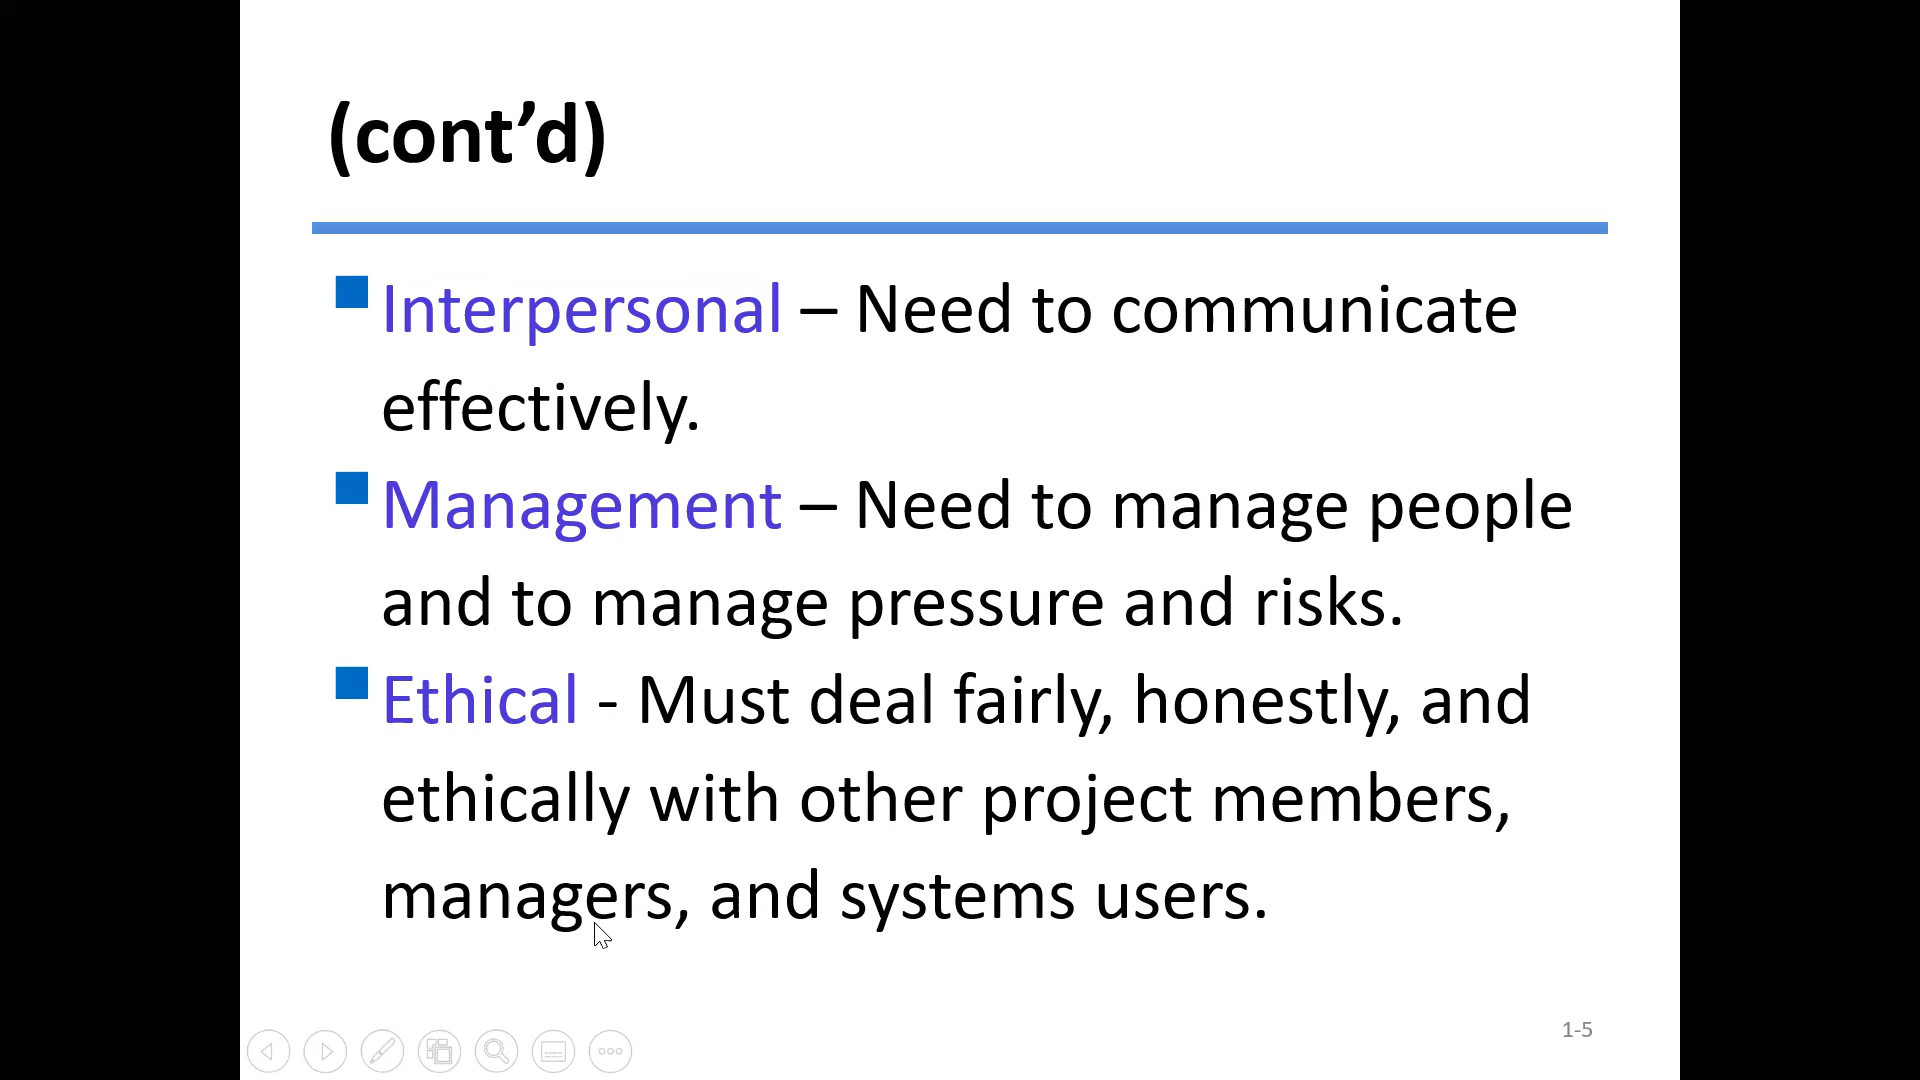 (cont’d)
Interpersonal – Need to communicate
effectively.
Management – Need to manage people
and to manage pressure and risks.
Ethical - Must deal fairly, honestly, and
ethically with other project members,
managers, and systems users.
1-5